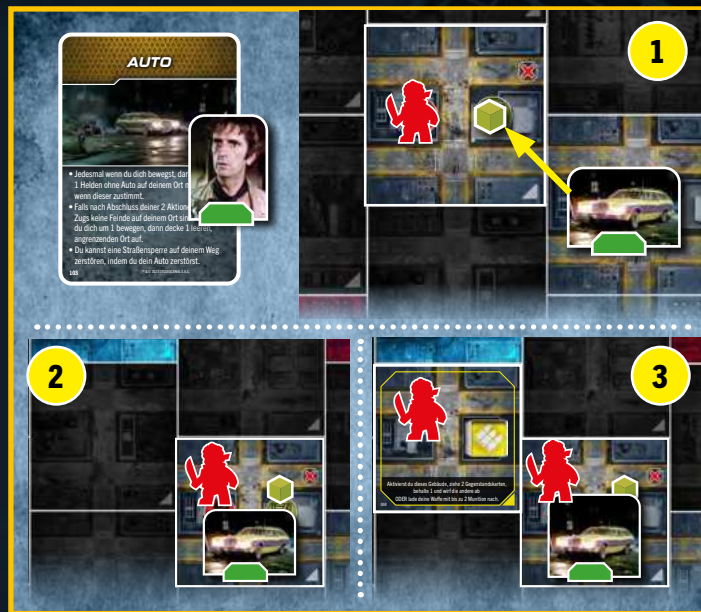 AUTO
• Jedesmal wenn du dich bewegst, dar
1 Helden ohne Auto auf deinem Ort m
wenn dieser zustimmt.
• Falls nach Abschluss deiner 2 Aktion
Zugs keine Feinde auf deinem Ort sin
du dich um 1 bewegen, dann decke 1 leeren,
angrenzenden Ort auf.
• Du kannst eine Straßensperre auf deinem Weg
zerstören, indem du dein Auto zerstörst.
103
1
2
3
Aktivierst du dieses Gebäude, ziehe 2 Gegenstandskarten,
behalte 1 und wirf die andere ab
ODER lade deine Waffe mit bis zu 2 Munition nach.